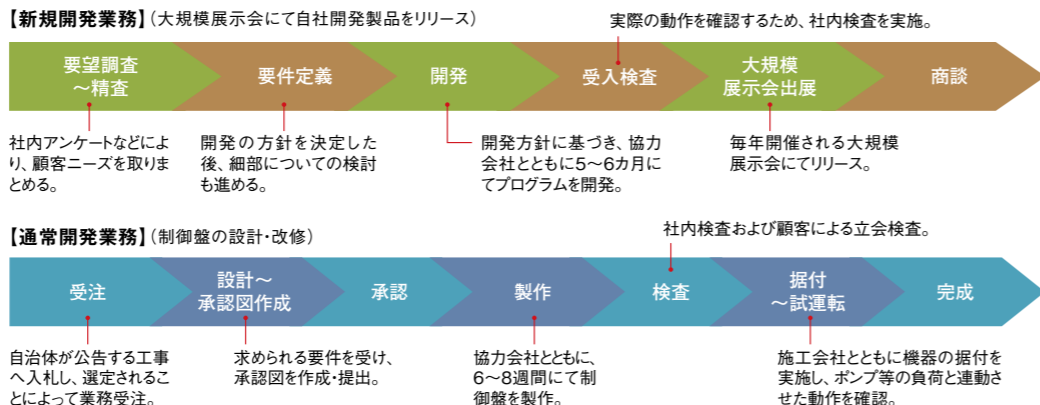 【新規開発業務】（大規模展示会にて自社開発製品をリリース）
実際の動作を確認するため、社内検査を実施。
要望調査
～精査
要件定義
開発
受入検査
大規模
展示会出展
商談
社内アンケートなどによ
り、顧客ニーズを取りま
とめる。
開発の方針を決定した
後、細部についての検討
も進める。
開発方針に基づき、協力
会社とともに5～6カ月に
てプログラムを開発。
毎年開催される大規模
展示会にてリリース。
【通常開発業務】（制御盤の設計・改修）
社内検査および顧客による立会検査。
受注
設計～
承認図作成
承認
製作
検査
据付
～試運転
完成
自治体が公告する工事
へ入札し、選定されるこ
とによって業務受注。
求められる要件を受け、
承認図を作成・提出。
協力会社とともに、
6～8週間にて制
御盤を製作。
施工会社とともに機器の据付を
実施し、ポンプ等の負荷と連動さ
せた動作を確認。